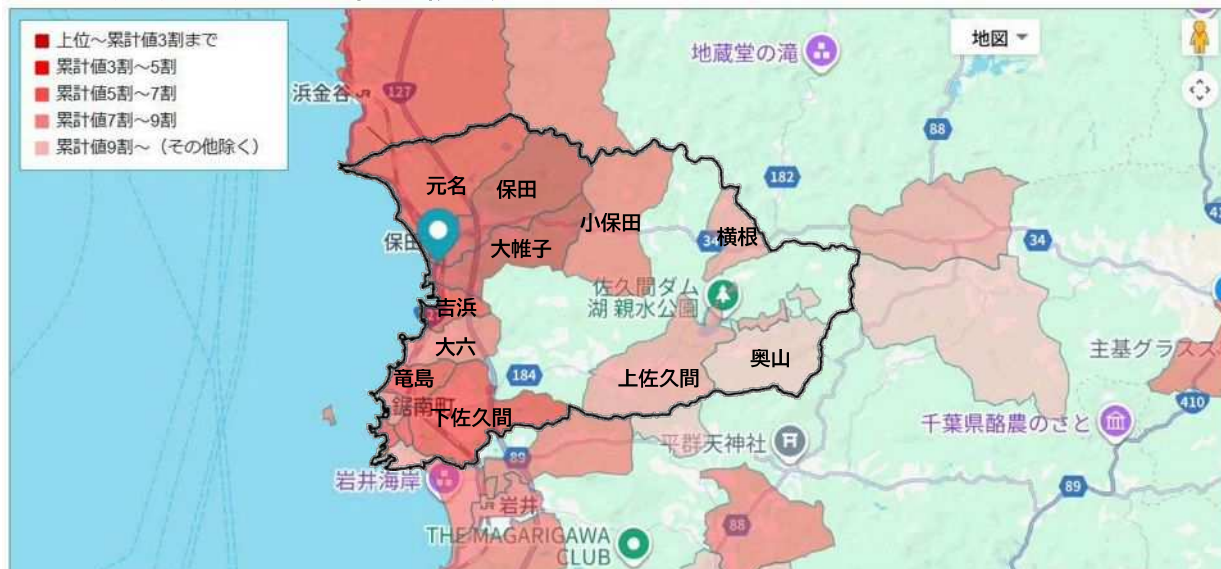 上位～累計値3割まで
累計値3割～5割
累計値5割～7割
累計値7割～9割
累計値9割～（その他除く）
地図
地蔵堂の滝
浜金谷
JR
127
88
182
元名
保田
小保田
保田
大帷子
34
横根
34
佐久間ダム
湖 親水公園
吉浜
大六
奥山
主基グラスス
竜島
184
上佐久間
鋸南町
下佐久間
410
千葉県酪農のさと
平群天神社
89
岩井海岸
89
JR
岩井
88
THE MAGARIGAWA
CLUB